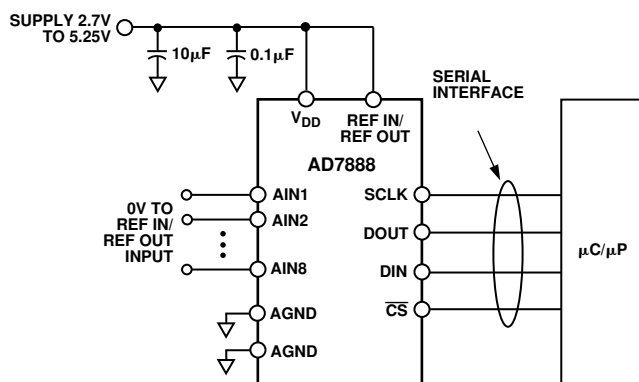 SUPPLY 2.7V
TO 5.25V
10μF
0.1μF
SERIAL
INTERFACE
VDD
REF IN/
REF OUT
AD7888
AIN1
SCLK
0V TO
REF IN/
REF OUT
INPUT
AIN2
DOUT
μC/μP
AIN8
DIN
AGND
CS
AGND